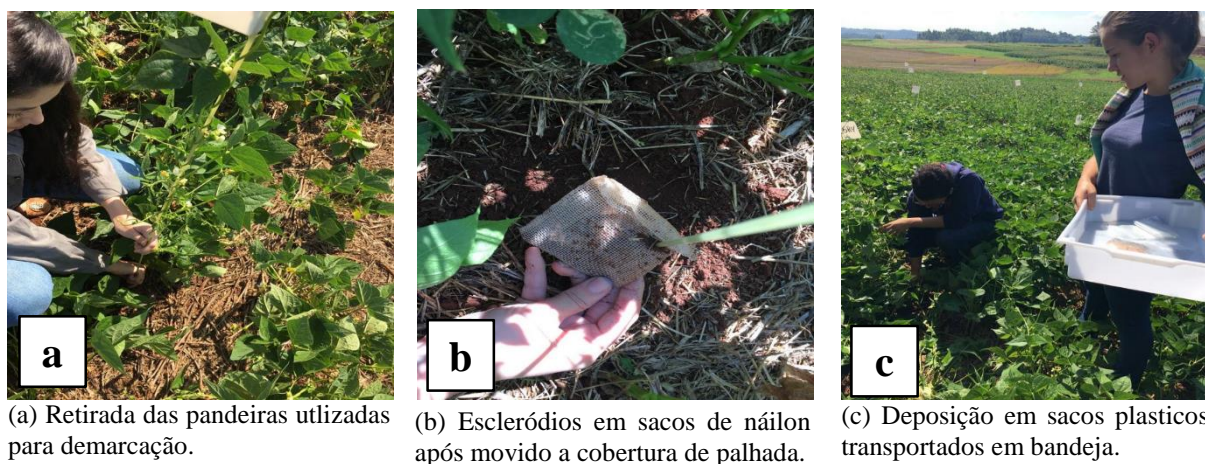 a
b
c
(a) Retirada das pandeiras utlizadas
para demarcação.
(b) Escleródios em sacos de náilon
após movido a cobertura de palhada.
(c) Deposição em sacos plasticos
transportados em bandeja.